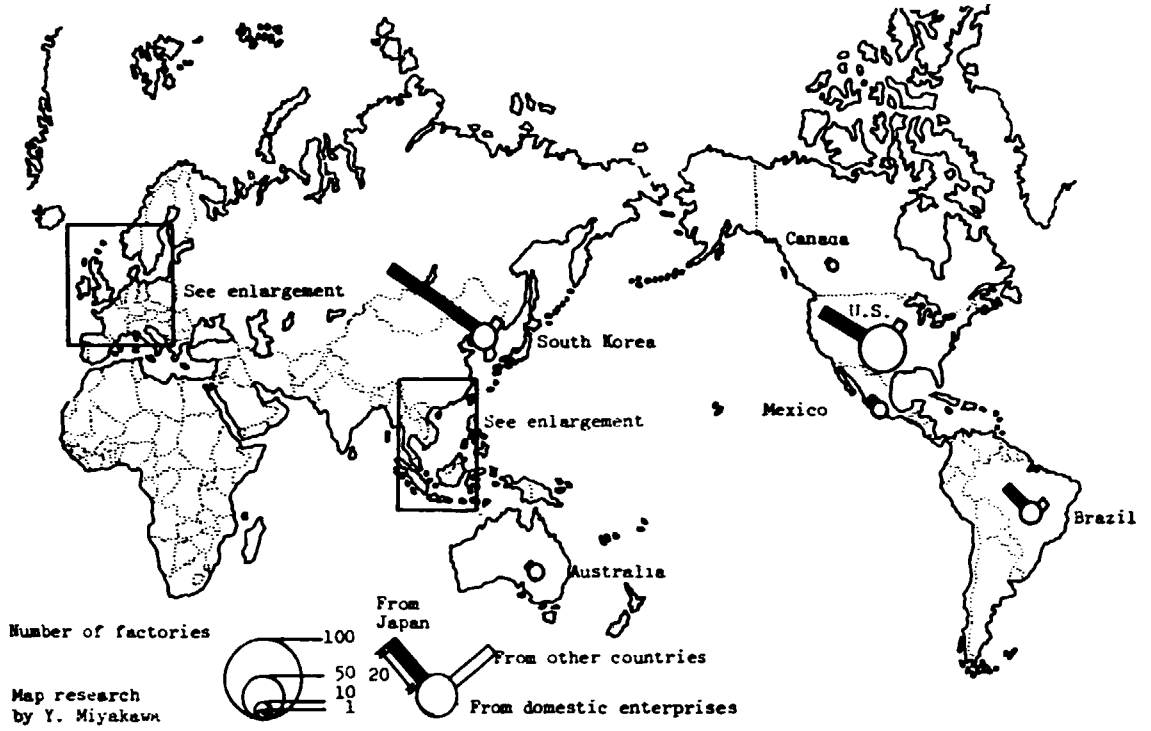 Canada
See enlargement
U.S.
South Korea
Mexico
See enlargement
Brazil
Australia
From
Japan
Number of factories
100
From other countries
50
20
10
Map research
From domestic enterprises
1
by Y. Miyakawa